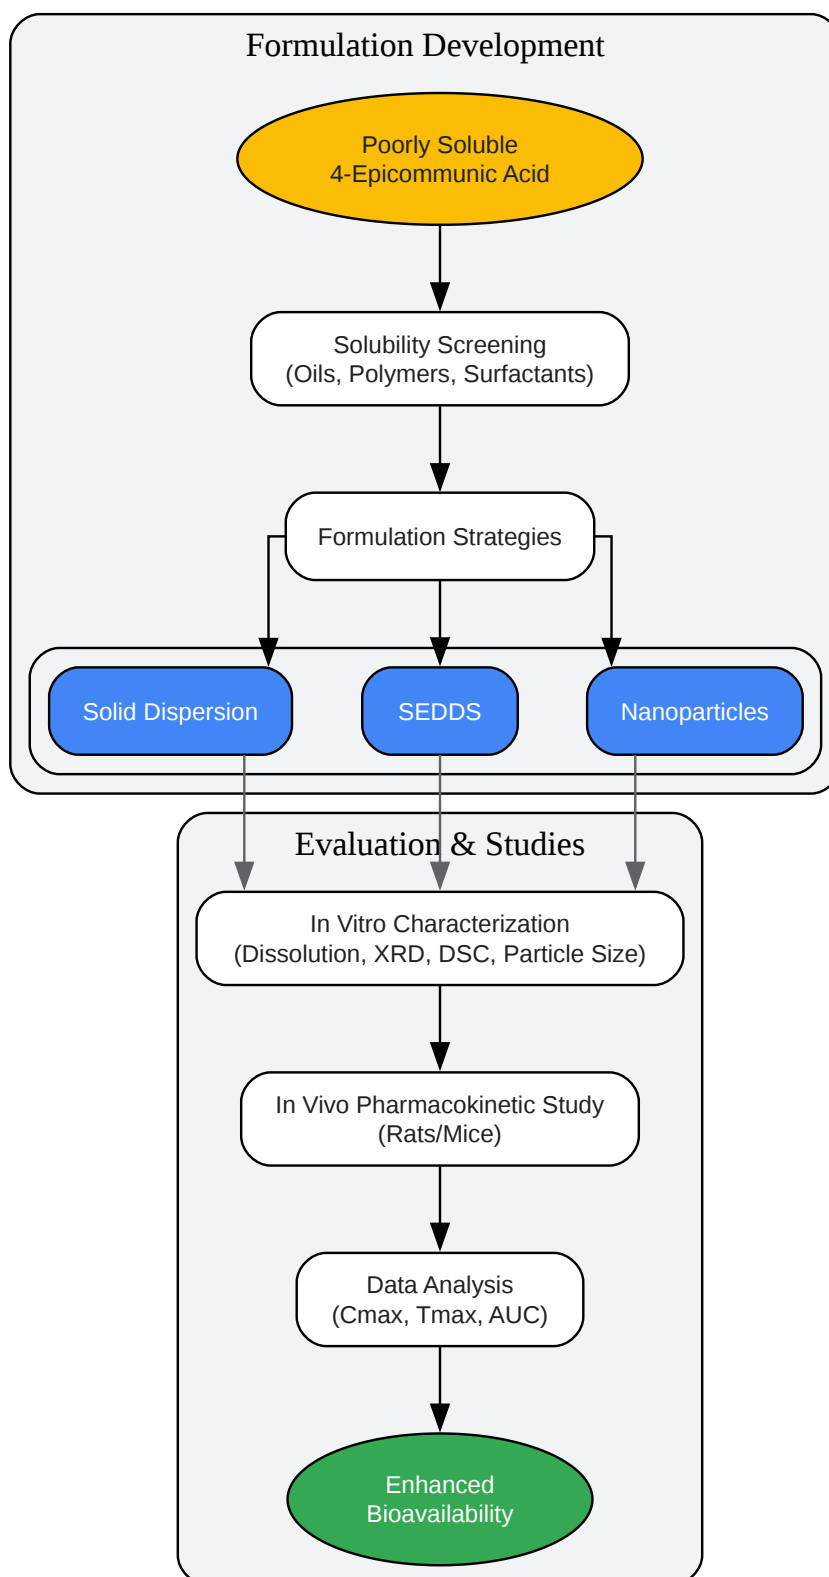 Formulation Development
Poorly Soluble
4-Epicommunic Acid
Solubility Screening
(Oils, Polymers, Surfactants)
Formulation Strategies
Solid Dispersion
SEDDS
Nanoparticles
Evaluation & Studies
In Vitro Characterization
(Dissolution, XRD, DSC, Particle Size)
In Vivo Pharmacokinetic Study
(Rats/Mice)
Data Analysis
(Cmax, Tmax, AUC)
Enhanced
Bioavailability